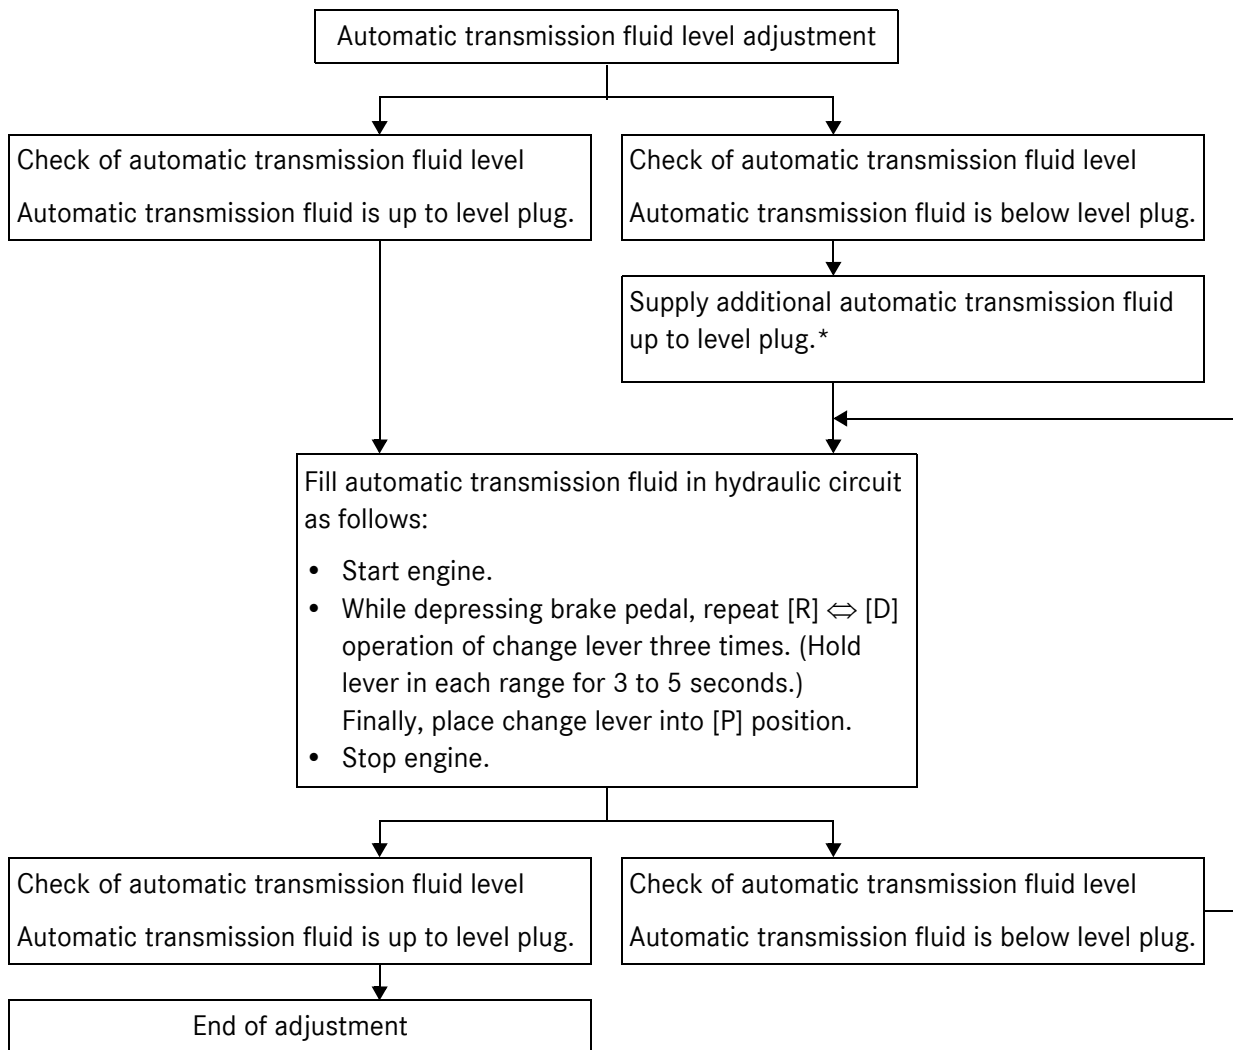 Automatic transmission fluid level adjustment
Check of automatic transmission fluid level
Automatic transmission fluid is up to level plug.
Check of automatic transmission fluid level
Automatic transmission fluid is below level plug.
Supply additional automatic transmission fluid
up to level plug.*
Fill automatic transmission fluid in hydraulic circuit
as follows:
• Start engine.
• While depressing brake pedal, repeat [R] ⇔ [D]
operation of change lever three times. (Hold
lever in each range for 3 to 5 seconds.)
Finally, place change lever into [P] position.
• Stop engine.
Check of automatic transmission fluid level
Automatic transmission fluid is up to level plug.
Check of automatic transmission fluid level
Automatic transmission fluid is below level plug.
End of adjustment